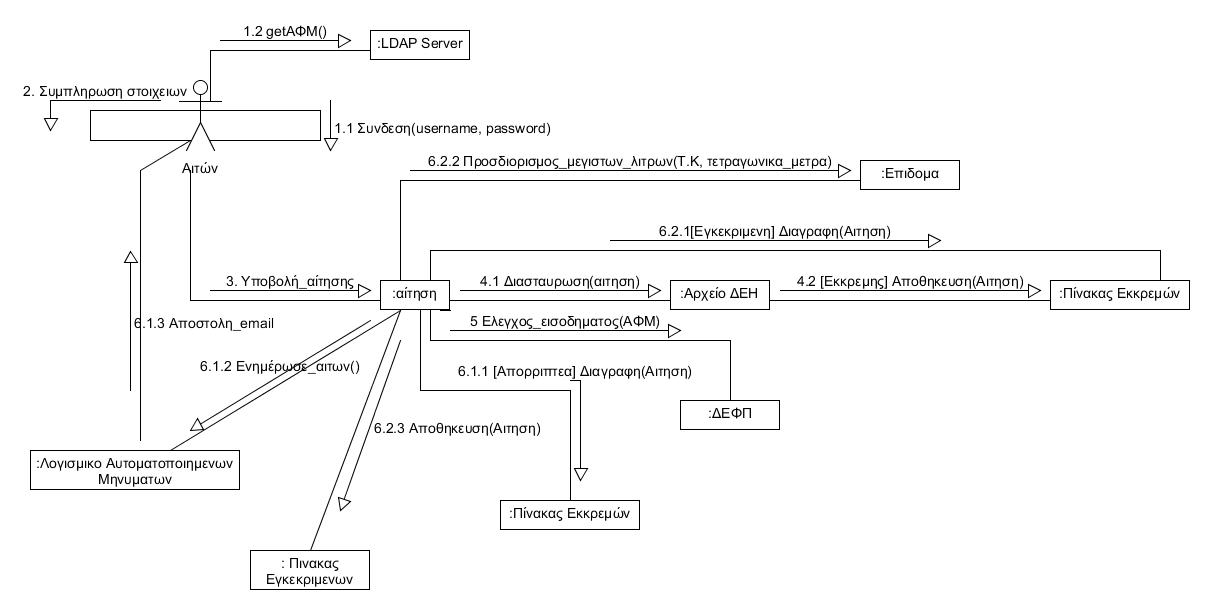 1.2 getΑΦΜ()
:LDAP Server
2. Συμπληρωση στοιχειων
1.1 Συνδεση(username, password)
Αιτών
6.2.2 Προσδιορισμος_μεγιστων_λιτρων(Τ.Κ, τετραγωνικα_μετρα)
:Επιδομα
6.2.1[Εγκεκριμενη] Διαγραφη(Αιτηση)
3. Υποβολή_αίτησης
:αίτηση
4.1 Διασταυρωση(αιτηση)
:Αρχείο ΔΕΗ
4.2 [Εκκρεμης] Αποθηκευση(Αιτηση)
:Πίνακας Εκκρεμών
6.1.3 Αποστολη_email
5 Ελεγχος_εισοδηματος(ΑΦΜ)
6.1.2 Ενημέρωσε_αιτων()
6.1.1 [Απορριπτεα] Διαγραφη(Αιτηση)
:ΔΕΦΠ
6.2.3 Αποθηκευση(Αιτηση)
:Λογισμικο Αυτοματοποιημενων
Μηνυματων
:Πίνακας Εκκρεμών
: Πινακας
Εγκεκριμενων